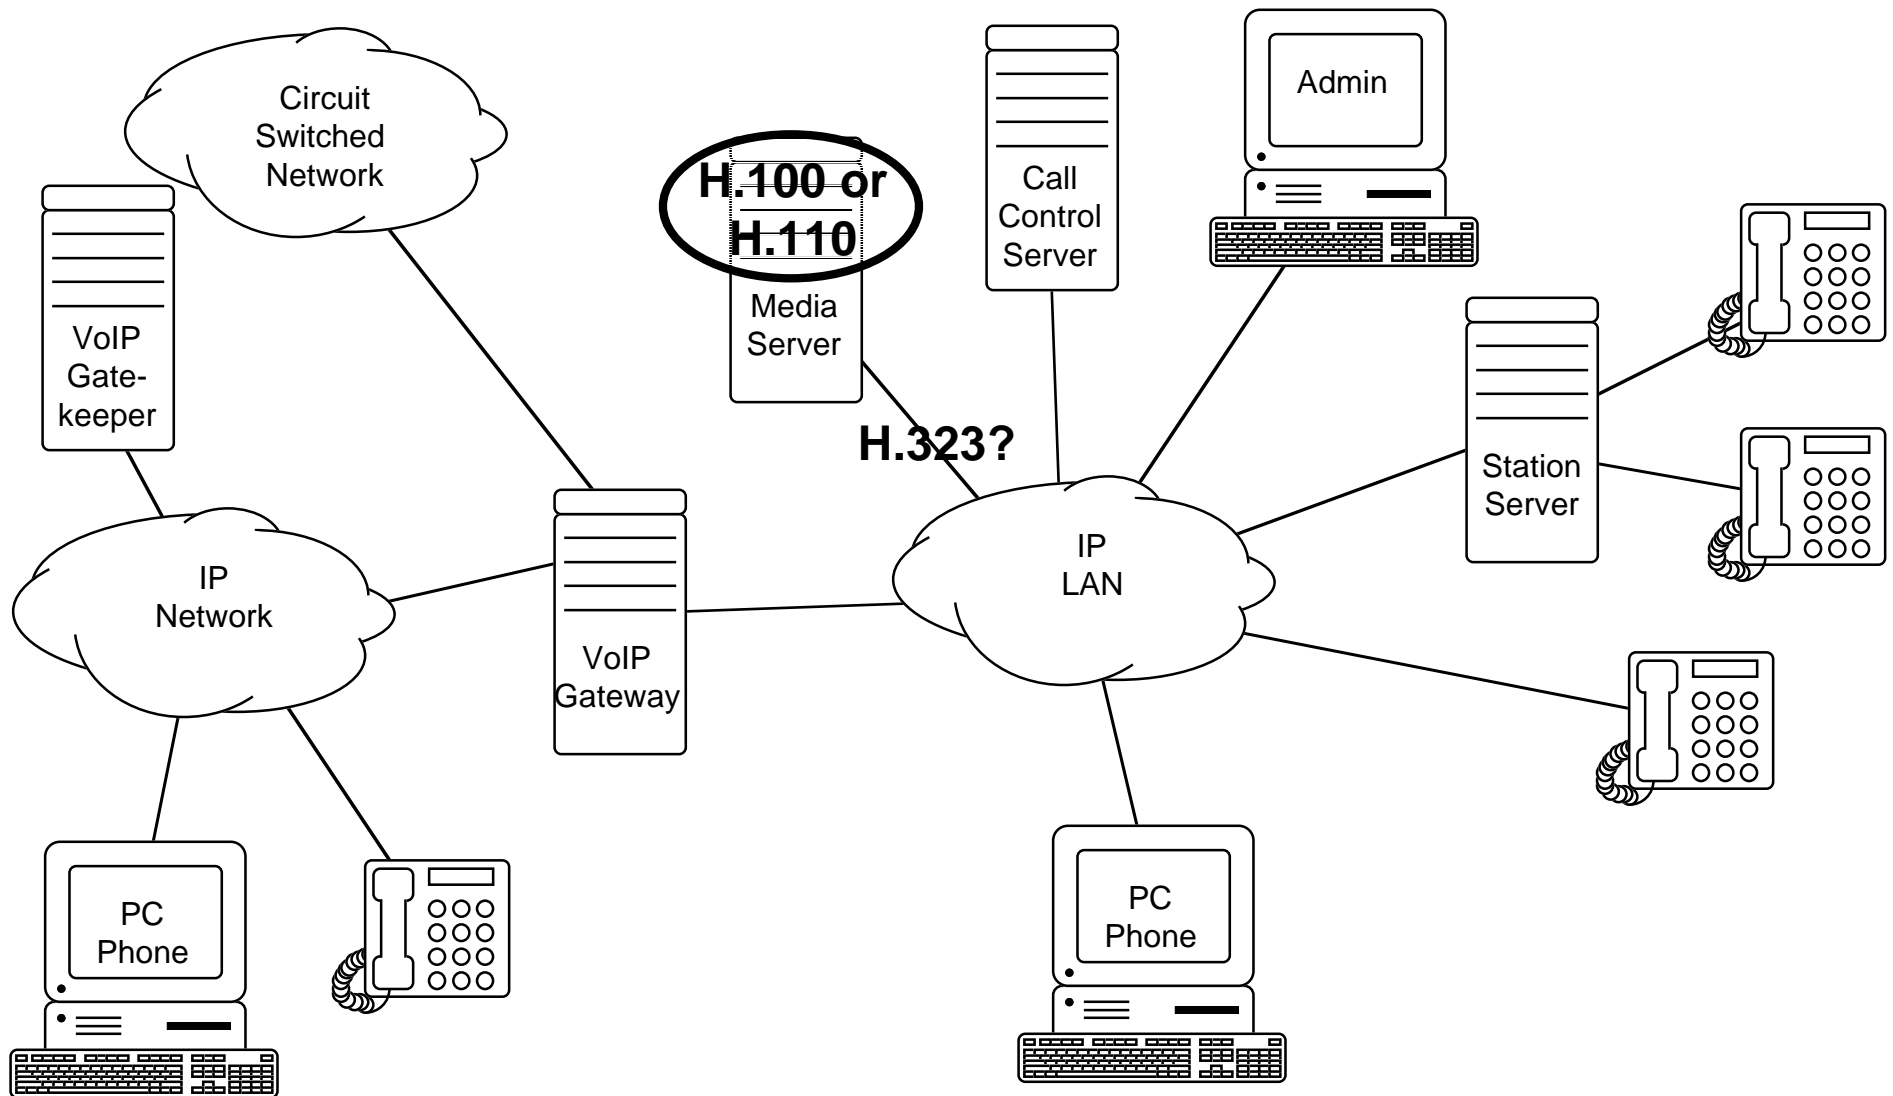 Circuit
Switched
Network
VoIP
Gate-
keeper
H.100 or
H.110
Media
Server
H.323?
Call
Control
Server
Admin
Station
Server
IP
Network
VoIP
Gateway
IP
LAN
PC
Phone
PC
Phone